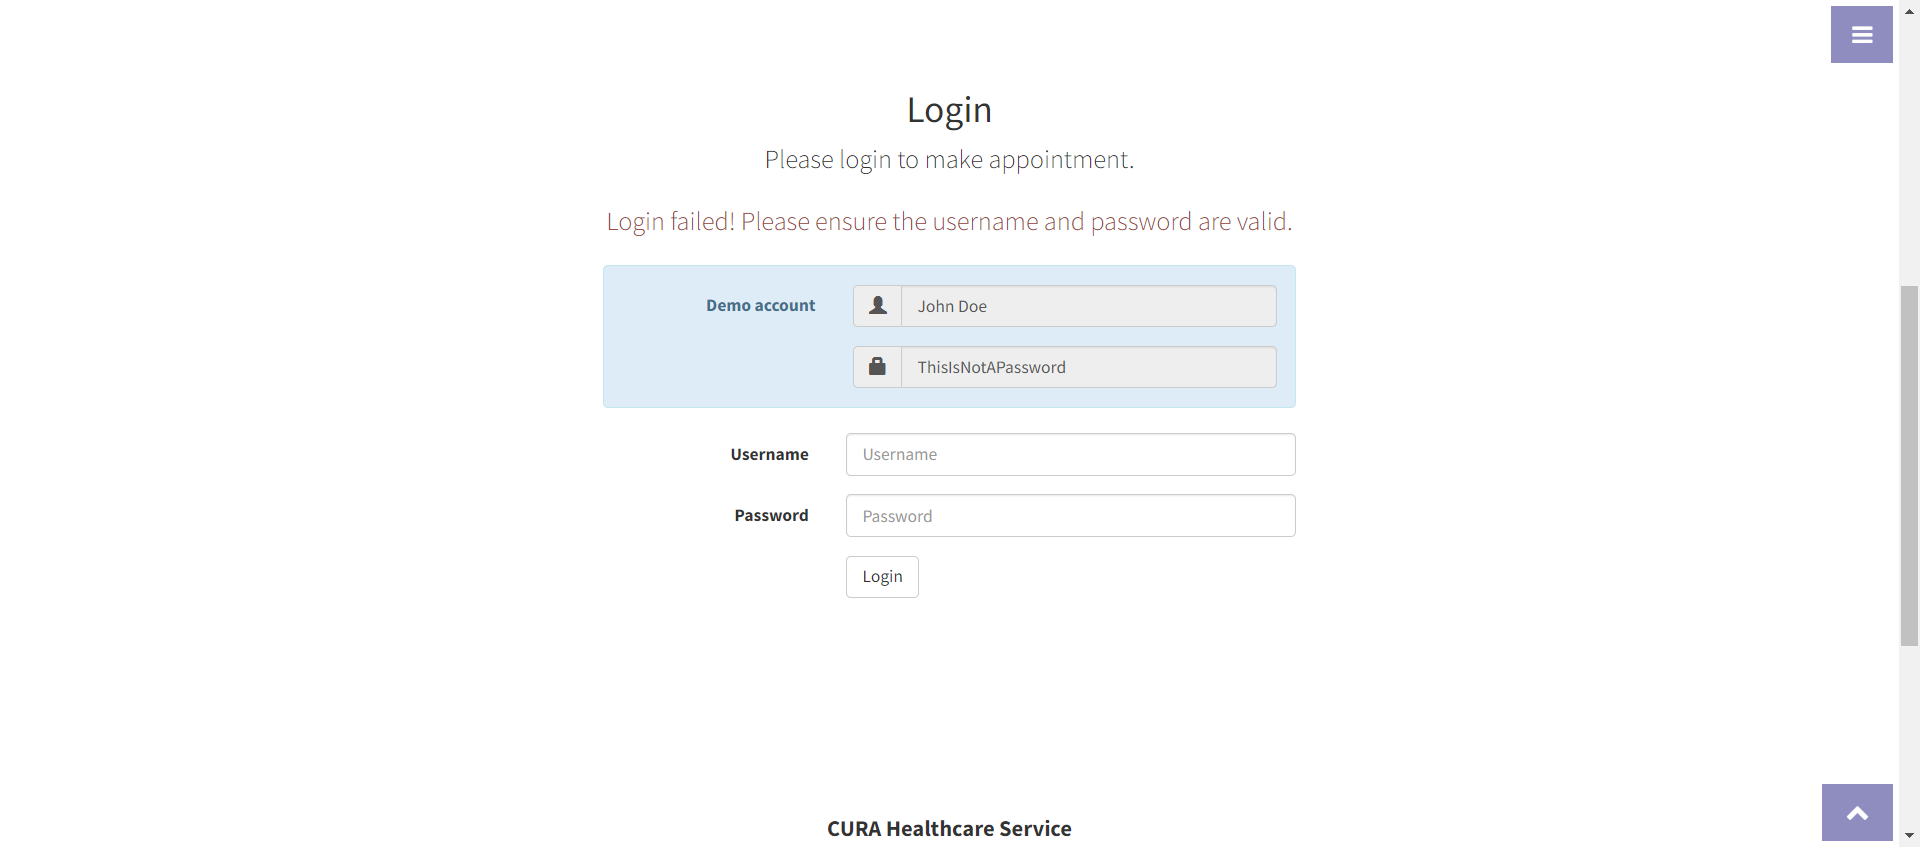 Login
Please login to make appointment.
Login failed! Please ensure the username and password are valid.
Demo account
John Doe
ThisIsNotAPassword
Username
Username
Password
Password
Login
CURA Healthcare Service